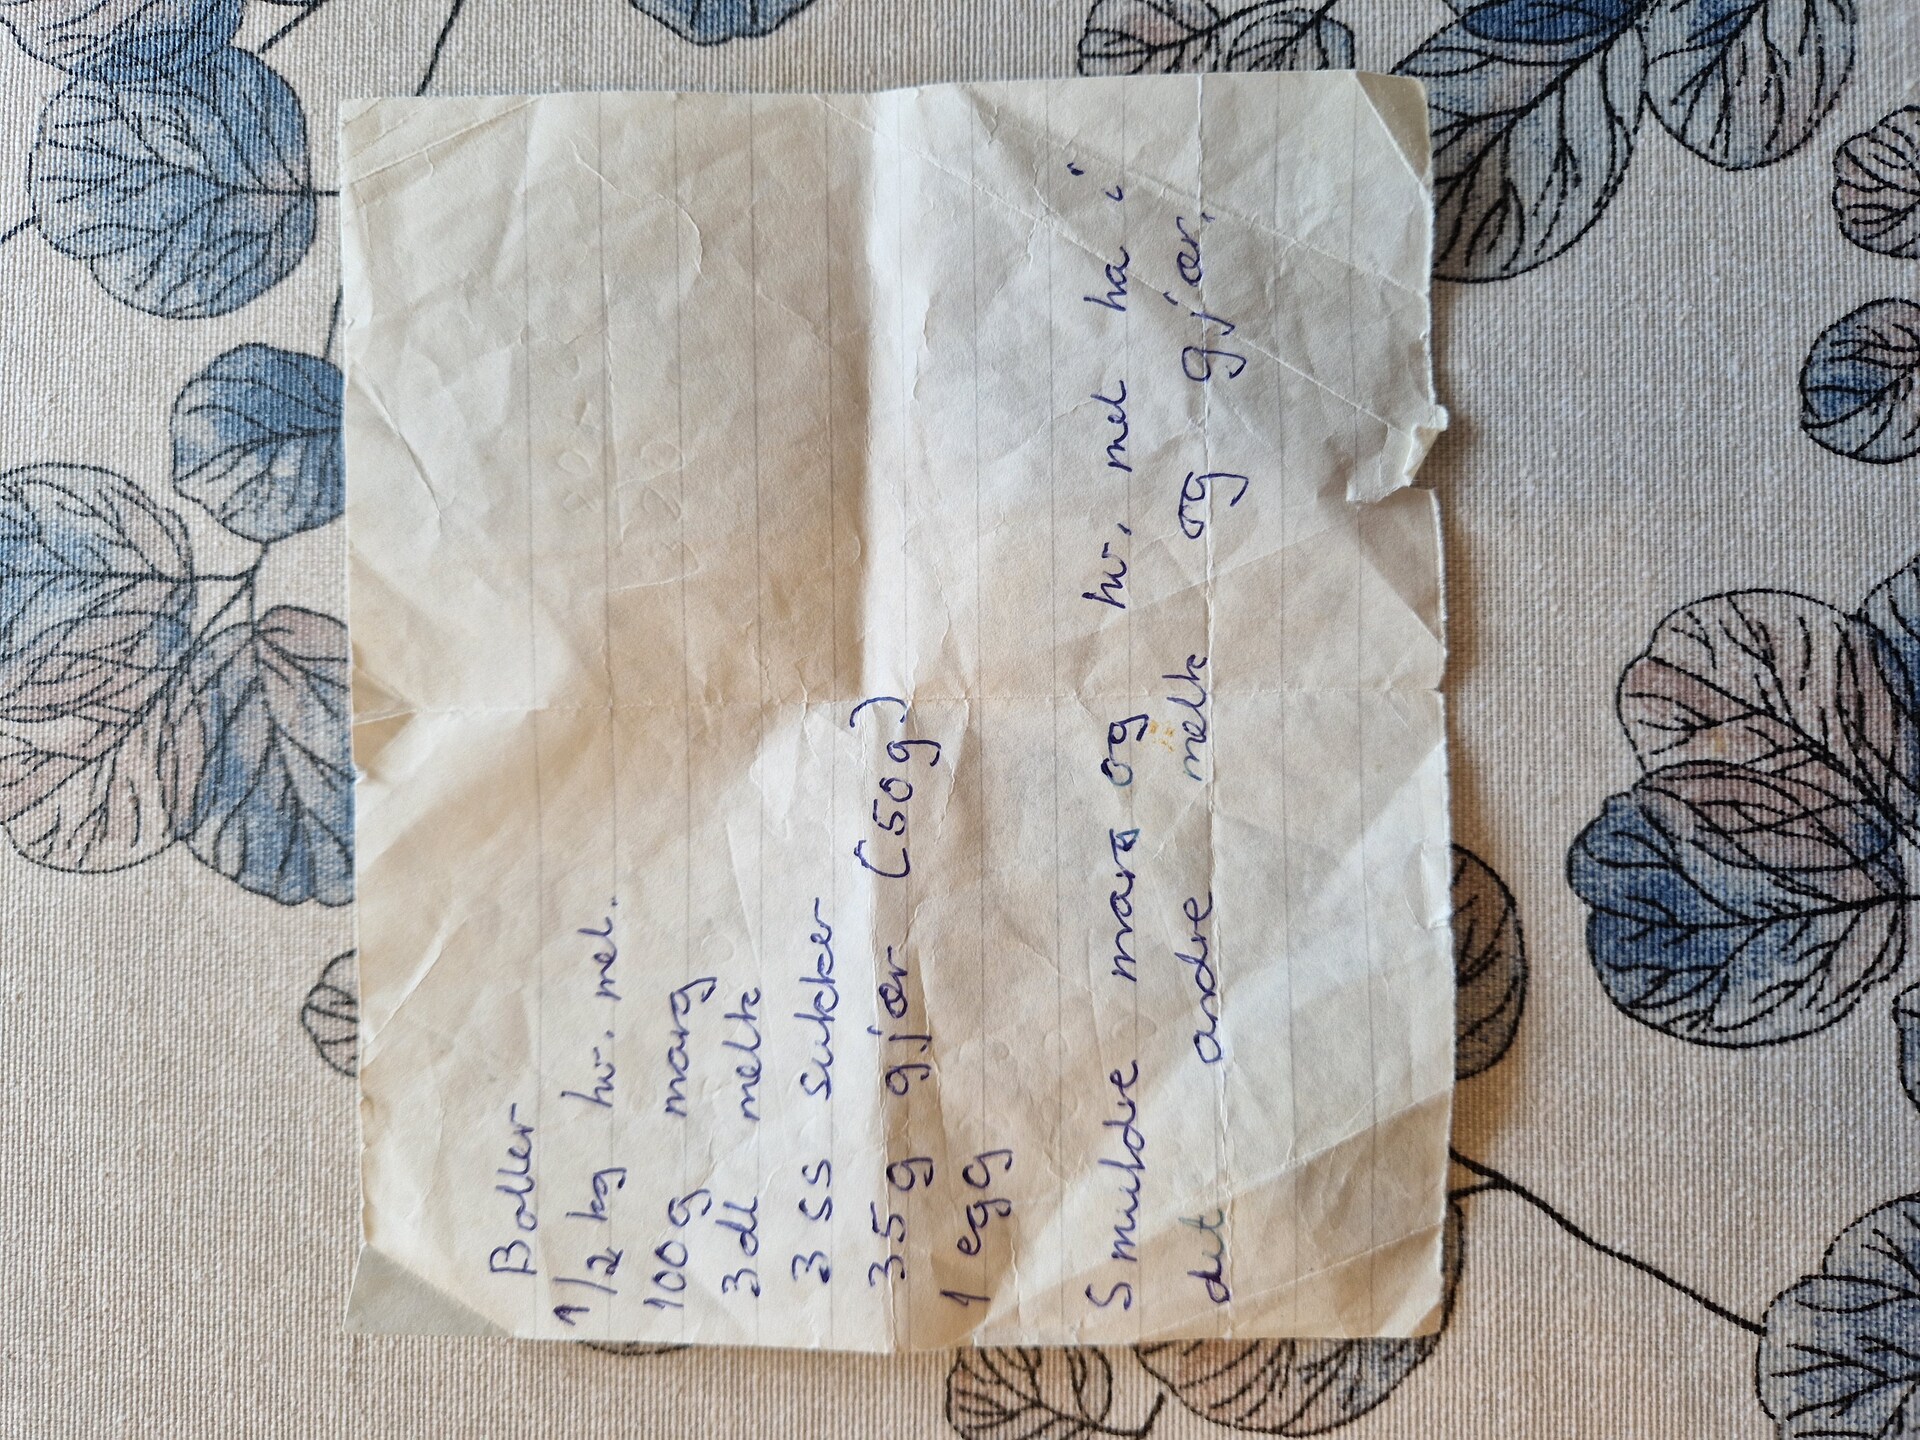 Boller
1/2 kg hv. mel.
100g marg
3dl melk
3 ss sukker
35g gjær (50g)
1 egg
Smuldre marg og hv. mel ha i
det andre melk og gjær.